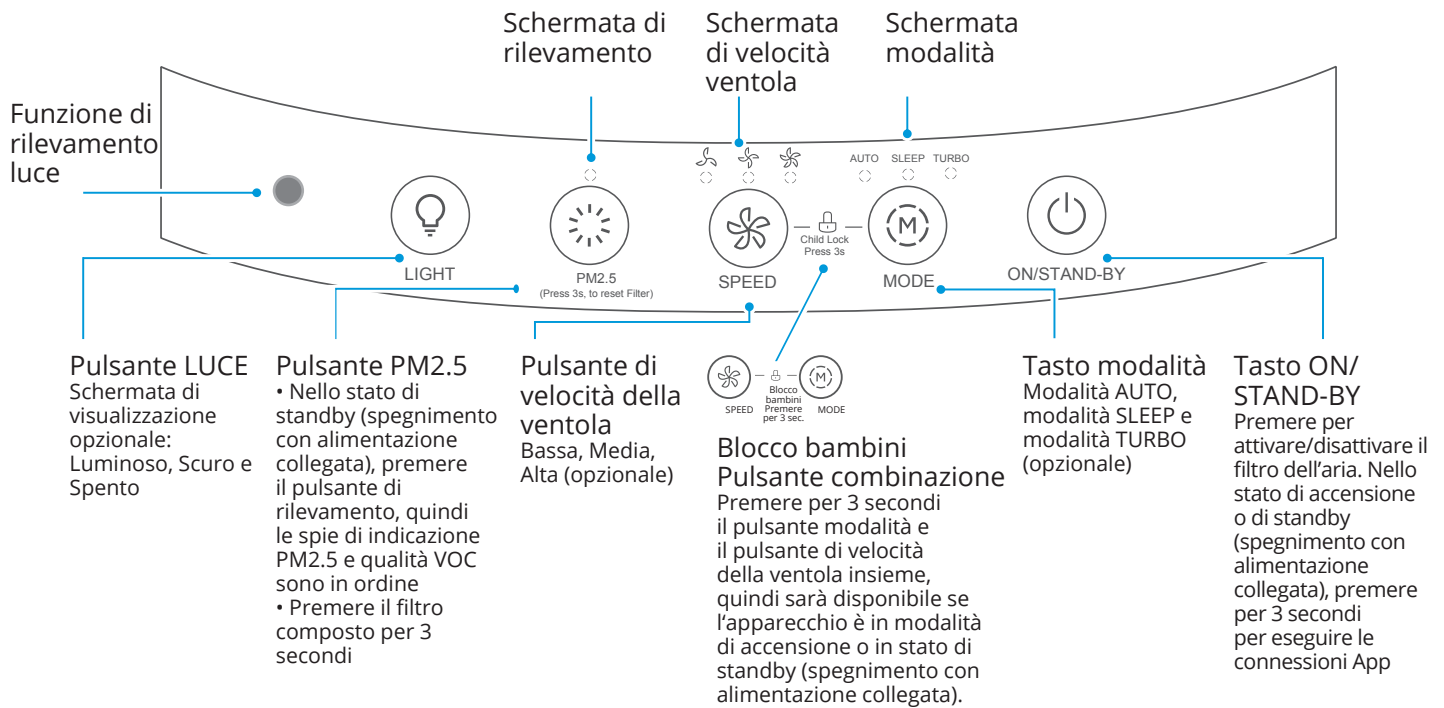 Schermata di
rilevamento
Schermata
di velocità
ventola
Schermata
modalità
Funzione di
rilevamento
luce
AUTO SLEEP TURBO
Child Lock
Press 3s
LIGHT
PM2.5
(Press 3s, to reset Filter)
SPEED
M
MODE
ON/STAND-BY
Pulsante LUCE
Schermata di
visualizzazione
opzionale:
Luminoso, Scuro e
Spento
Pulsante PM2.5
• Nello stato di
standby (spegnimento
con alimentazione
collegata), premere
il pulsante di
rilevamento, quindi
le spie di indicazione
PM2.5 e qualità VOC
sono in ordine
• Premere il filtro
composto per 3
secondi
Pulsante di
velocità della
ventola
Bassa, Media,
Alta (opzionale)
SPEED
Blocco
bambini
Premere
per 3 sec.
M
MODE
Blocco bambini
Pulsante combinazione
Premere per 3 secondi
il pulsante modalità e
il pulsante di velocità
della ventola insieme,
quindi sarà disponibile se
l‘apparecchio è in modalità
di accensione o in stato di
standby (spegnimento con
alimentazione collegata).
Tasto modalità
Modalità AUTO,
modalità SLEEP e
modalità TURBO
(opzionale)
Tasto ON/
STAND-BY
Premere per
attivare/disattivare il
filtro dell’aria. Nello
stato di accensione
o di standby
(spegnimento con
alimentazione
collegata), premere
per 3 secondi
per eseguire le
connessioni App